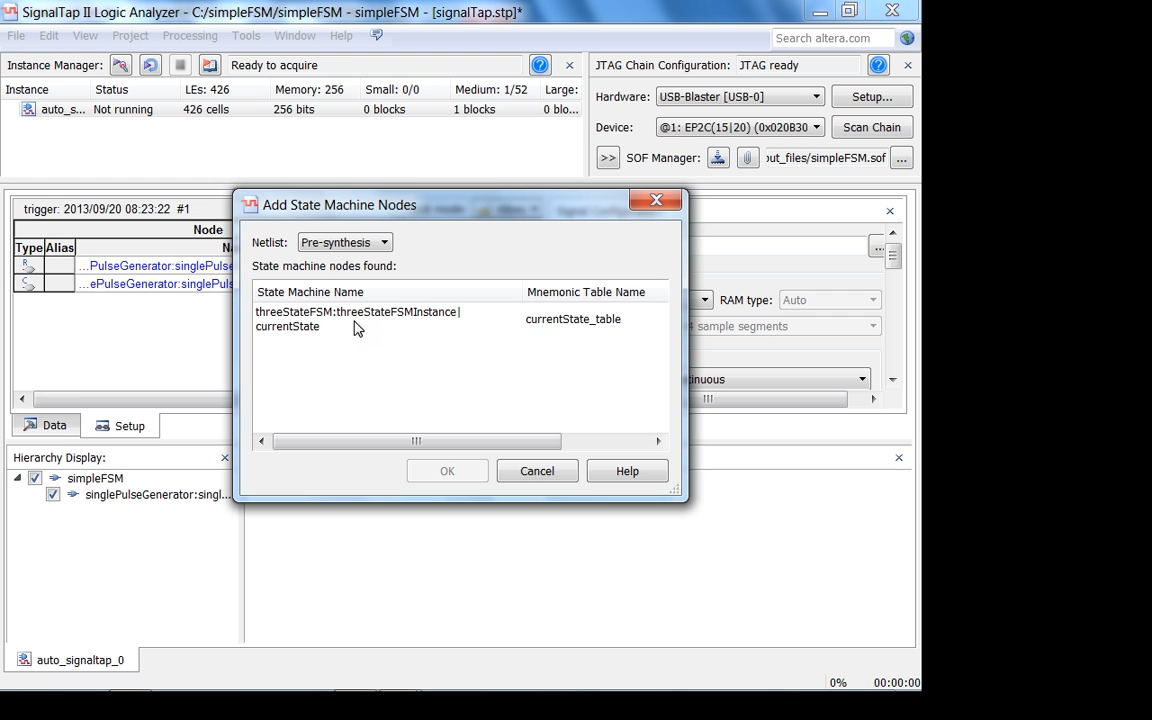 SignalTap II Logic Analyzer - C:/simpleFSM/simpleFSM - simpleFSM - [signalTap.stp]*
File Edit View Project Processing Tools Window Help
Search altera.com
Instance Manager: Ready to acquire
JTAG Chain Configuration: JTAG ready
Instance Status LEs: 426 Memory: 256 Small: 0/0 Medium: 1/52 Large:
auto_s... Not running 426 cells 256 bits 0 blocks 1 blocks 0 blo...
Hardware: USB-Blaster [USB-0] Setup...
Device: @1: EP2C(15|20) (0x020B30 Scan Chain
>> SOF Manager: ut_files/simpleFSM.sof ...
trigger: 2013/09/20 08:23:22 #1
Node
Type Alias
...PulseGenerator:singlePulse
...ePulseGenerator:singlePuls
Add State Machine Nodes
Netlist: Pre-synthesis
State machine nodes found:
State Machine Name Mnemonic Table Name
threeStateFSM:threeStateFSMInstance|
currentState
currentState_table
OK Cancel Help
RAM type: Auto
4 sample segments
tinuous
Data Setup
Hierarchy Display:
simpleFSM
singlePulseGenerator:singl...
auto_signaltap_0
0% 00:00:00